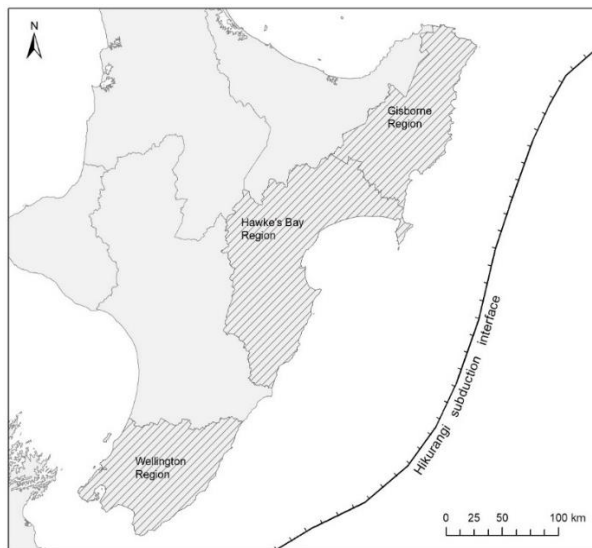 N
Gisborne
Region
Hawke's Bay
Region
Hikurangi subduction interface
Wellington
Region
0 25 50 100 km